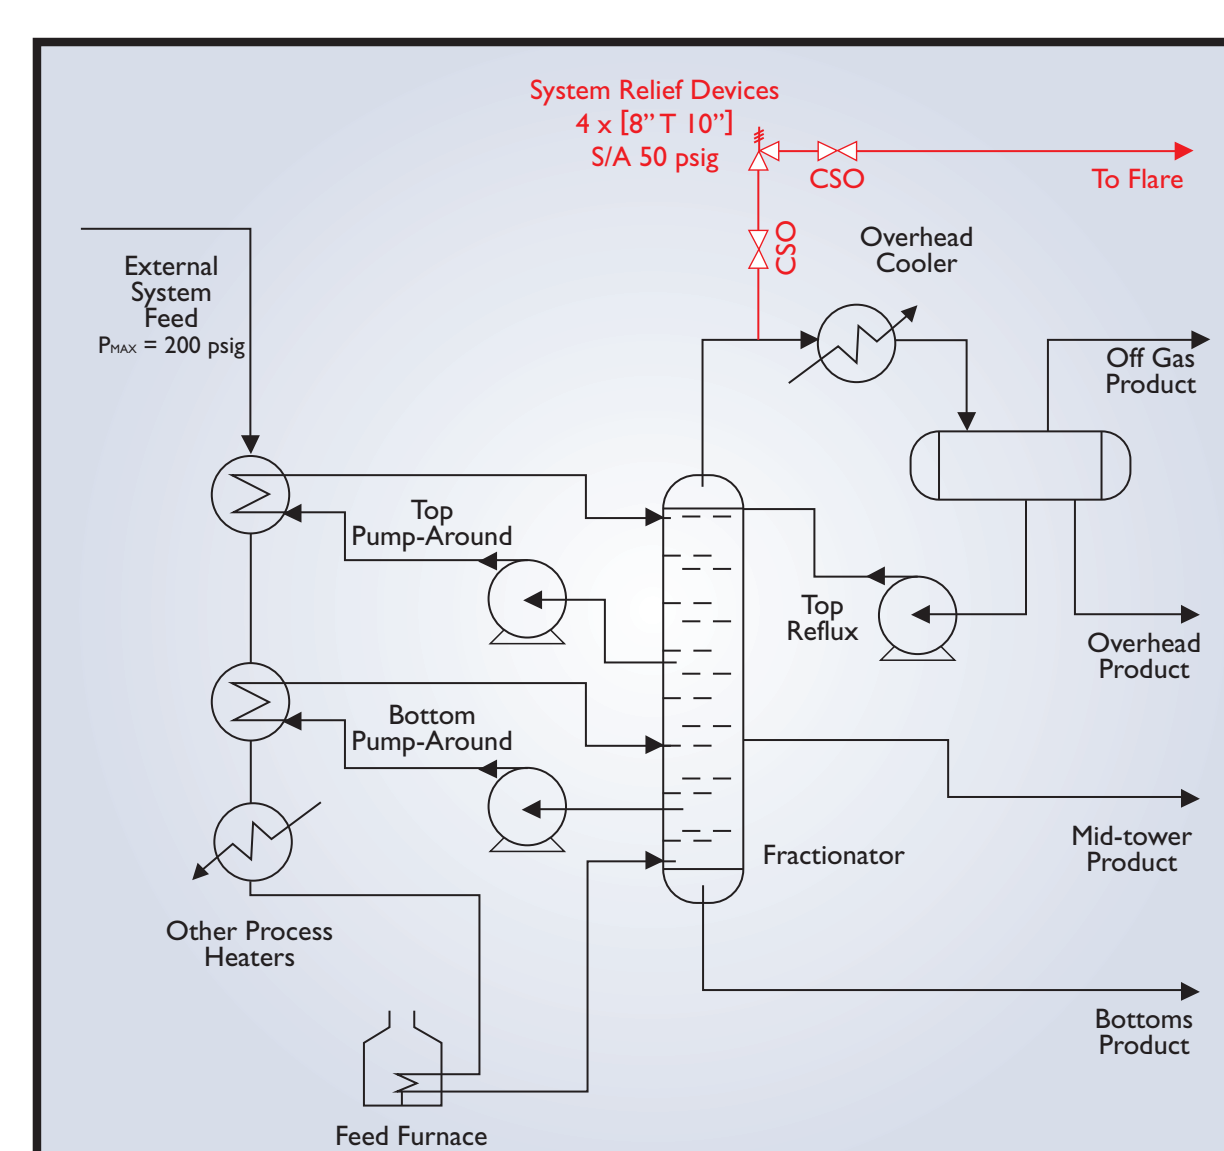 System Relief Devices
4 x [8” T 10”]
S/A 50 psig
CSO
To Flare
CSO
Overhead
Cooler
External
System
Feed
PMAX = 200 psig
Off Gas
Product
Top
Pump-Around
Top
Reflux
Overhead
Product
Bottom
Pump-Around
Fractionator
Mid-tower
Product
Other Process
Heaters
Bottoms
Product
Feed Furnace